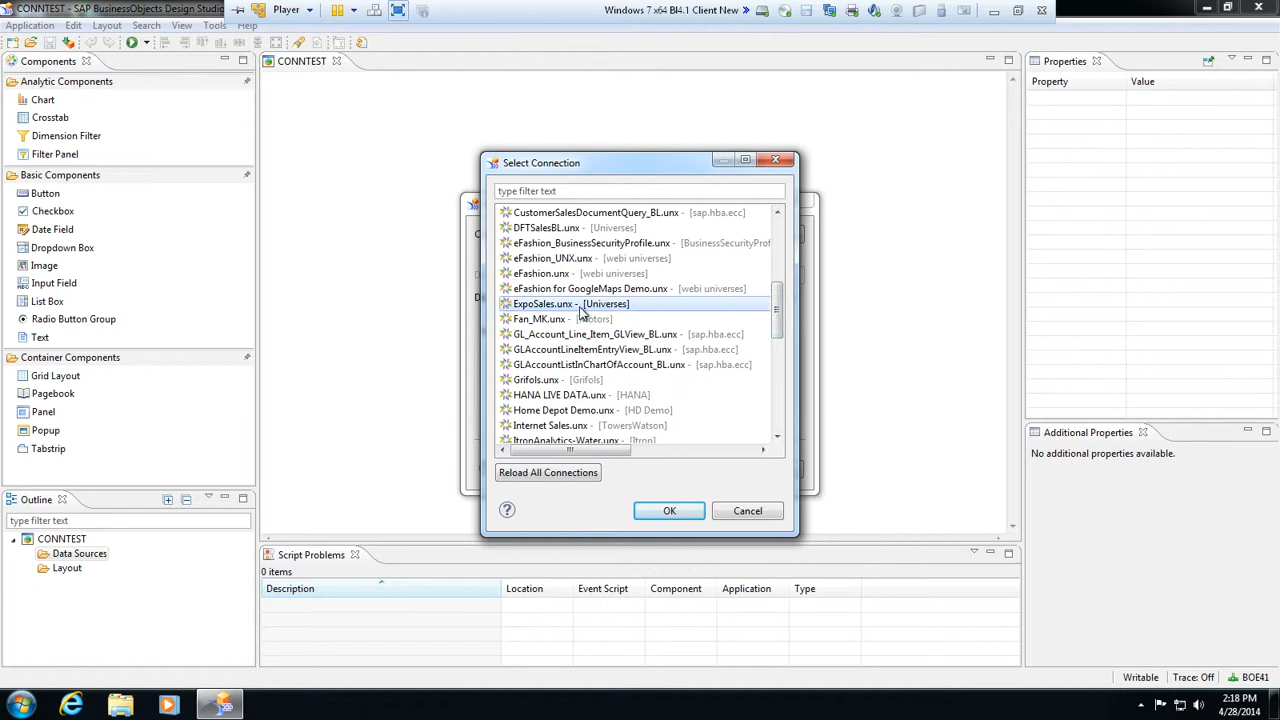 CONNTEST - SAP BusinessObjects Design Studio
Player
Windows 7 x64 BI4.1 Client New
Application Edit Layout Search Tools Help
Components
Analytic Components
Chart
Crosstab
Dimension Filter
Filter Panel
Basic Components
Button
Checkbox
Date Field
Dropdown Box
Image
Input Field
List Box
Radio Button Group
Text
Container Components
Grid Layout
Pagebook
Panel
Popup
Tabstrip
Outline
type filter text
CONNTEST
Data Sources
Layout
CONNTEST
Select Connection
type filter text
CustomerSalesDocumentQuery_BL.unx - [sap.hba.ecc]
DFTSalesBL.unx - [Universes]
eFashion_BusinessSecurityProfile.unx - [BusinessSecurityProf
eFashion_UNX.unx - [webi universes]
eFashion.unx - [webi universes]
eFashion for GoogleMaps Demo.unx - [webi universes]
ExpoSales.unx - [Universes]
Fan_MK.unx -
GL_Account_Line_Item_GLView_BL.unx - [sap.hba.ecc]
GLAccountLineItemEntryView_BL.unx - [sap.hba.ecc]
GLAccountListInChartOfAccount_BL.unx - [sap.hba.ecc]
Grifols.unx - [Grifols]
HANA LIVE DATA.unx - [HANA]
Home Depot Demo.unx - [HD Demo]
Internet Sales.unx - [TowersWatson]
ItronAnalytics-Water.unx - [Itron]
Reload All Connections
OK Cancel
Script Problems
0 items
Description Location Event Script Component Application Type
Properties
Property Value
Additional Properties
No additional properties available.
Writable Trace: Off BOE41
2:18 PM
4/28/2014